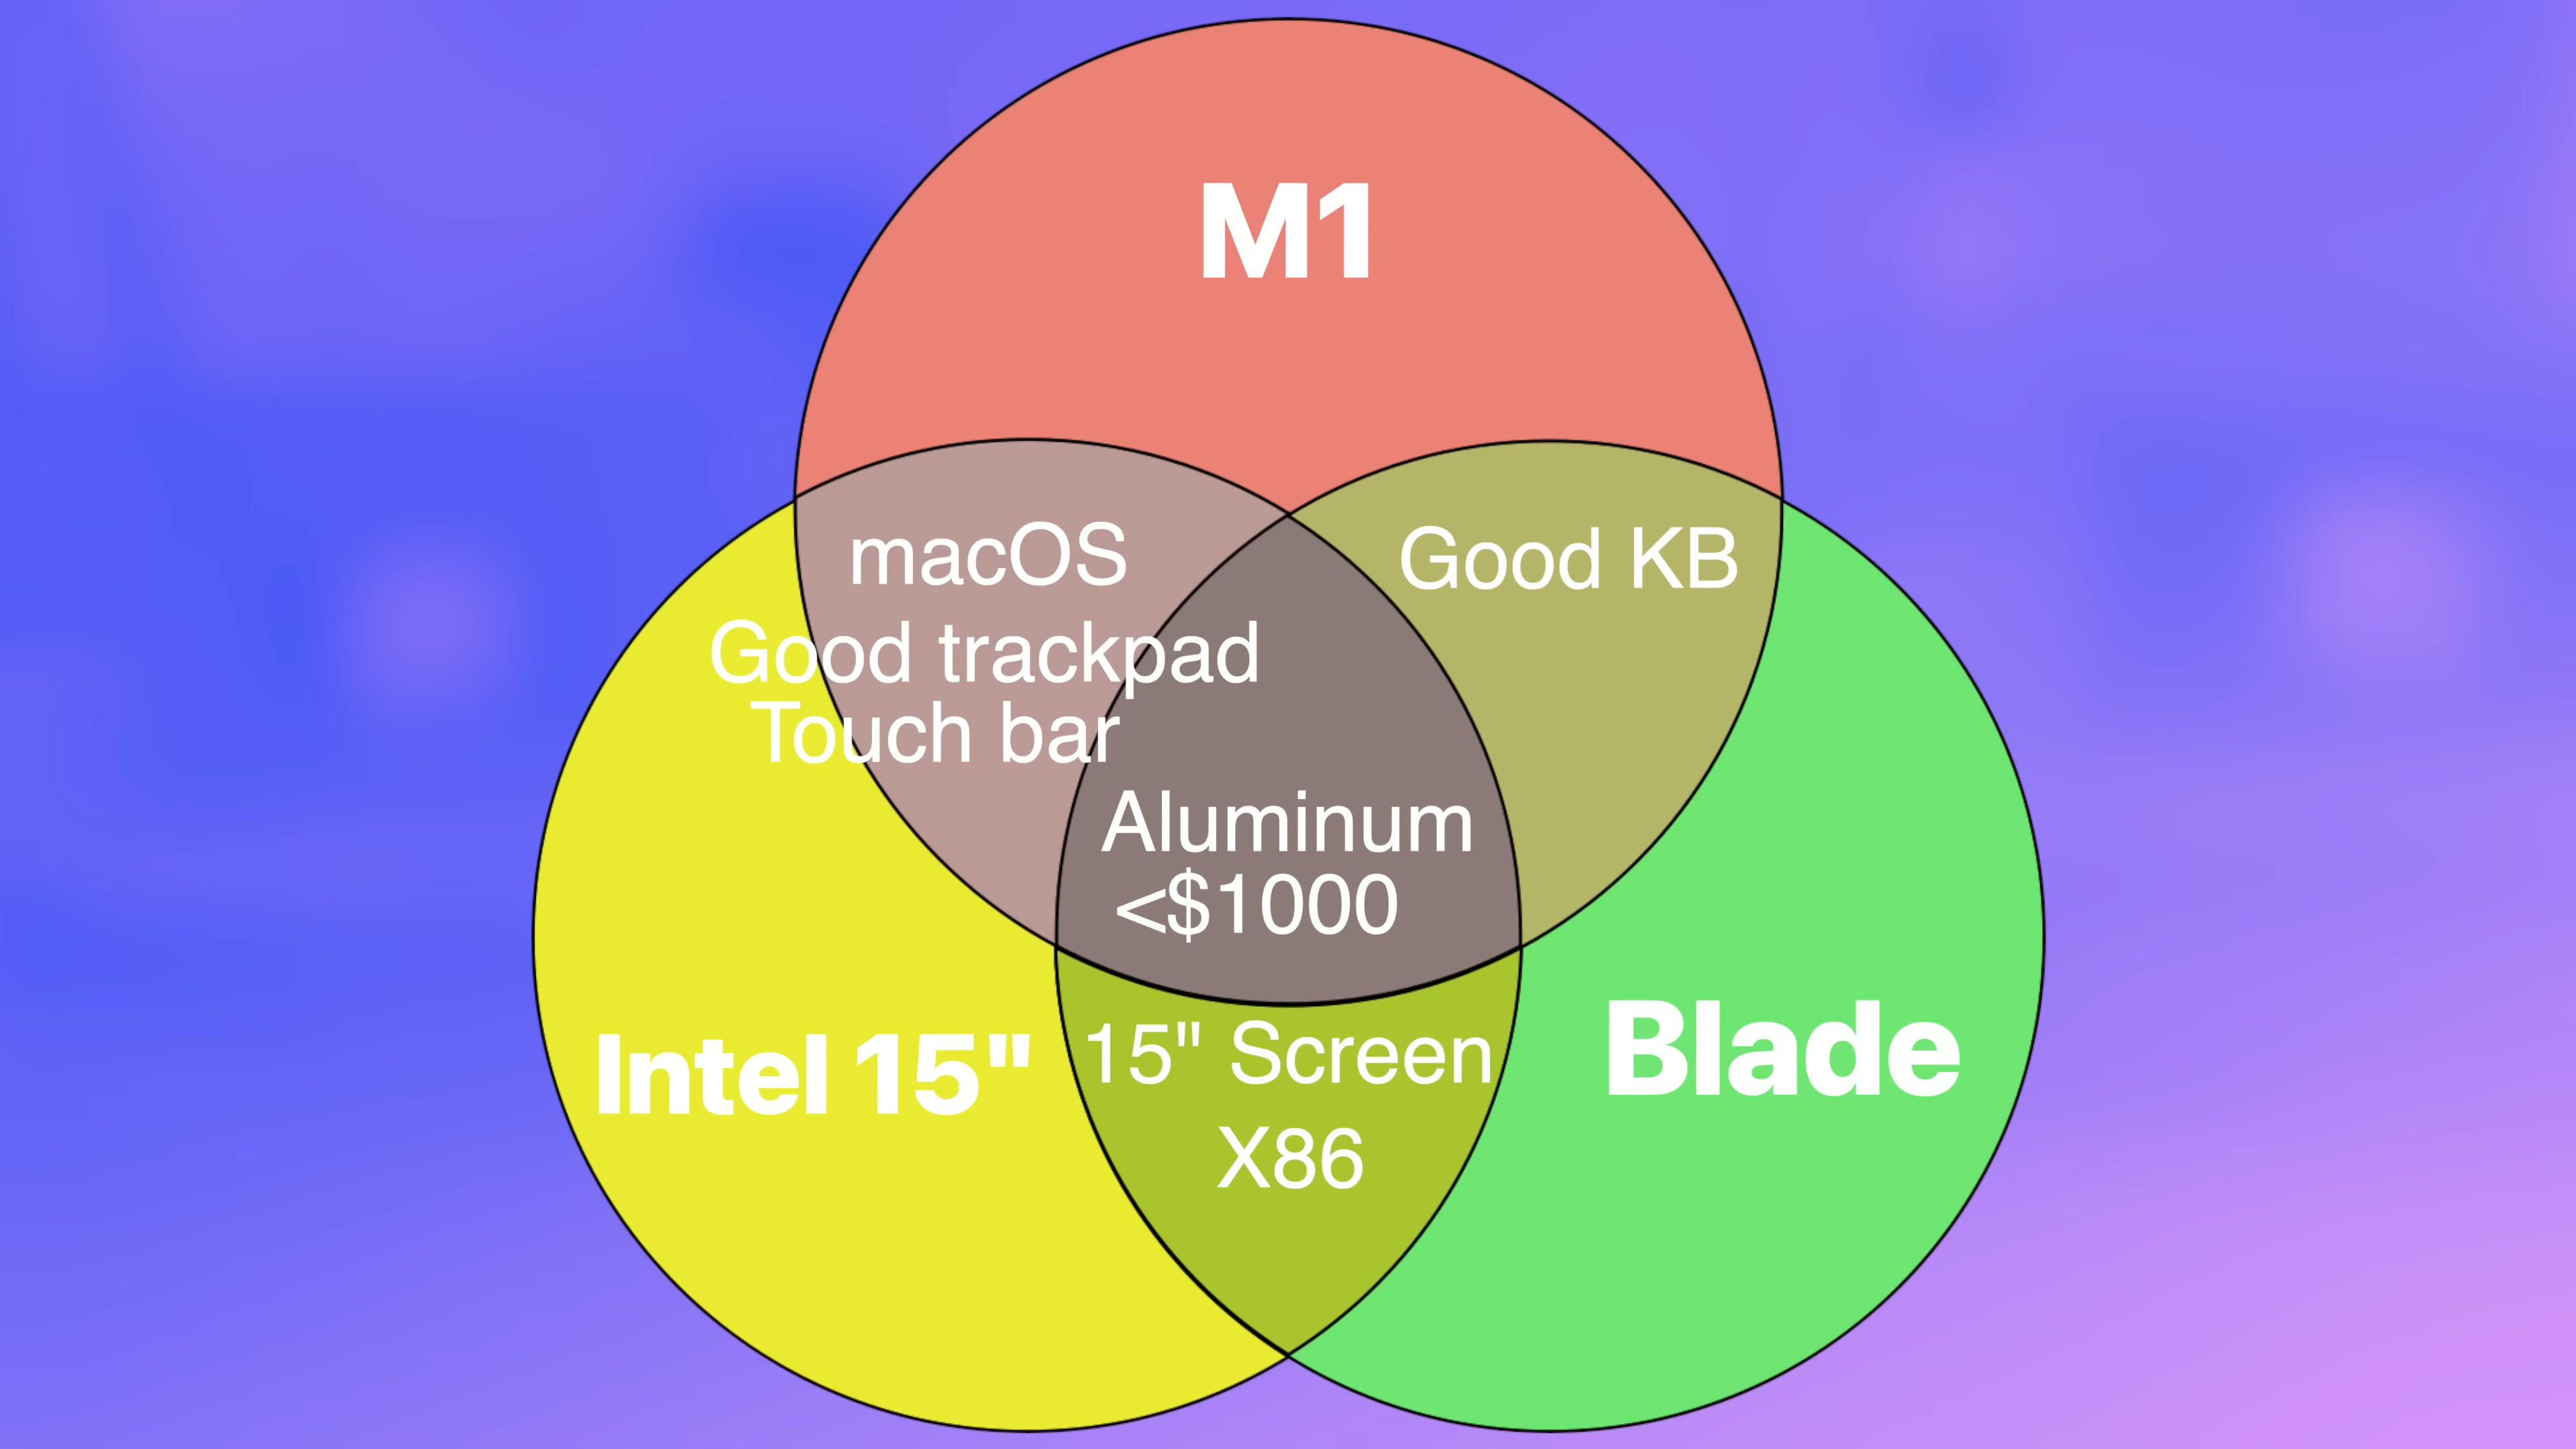 M1
macOS
Good KB
Good trackpad
Touch bar
Aluminum
<$1000
Intel 15"
15" Screen
Blade
X86